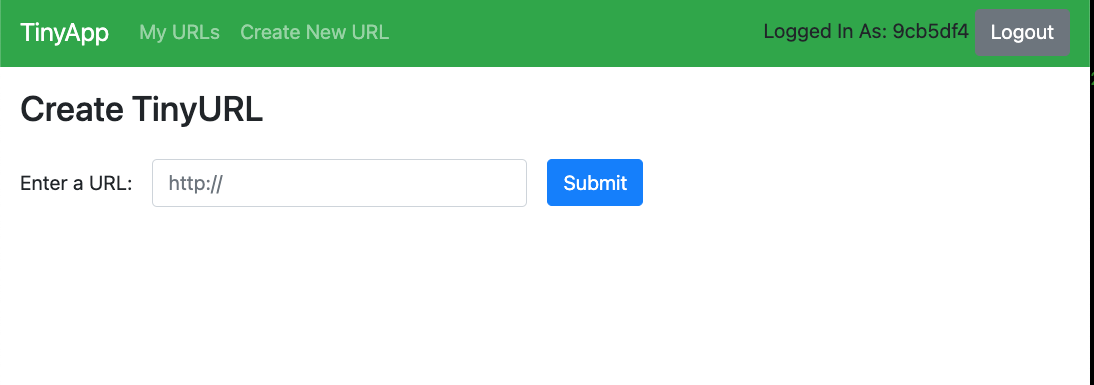 TinyApp My URLs Create New URL Logged In As: 9cb5df4 Logout
Create TinyURL
Enter a URL: http:// Submit